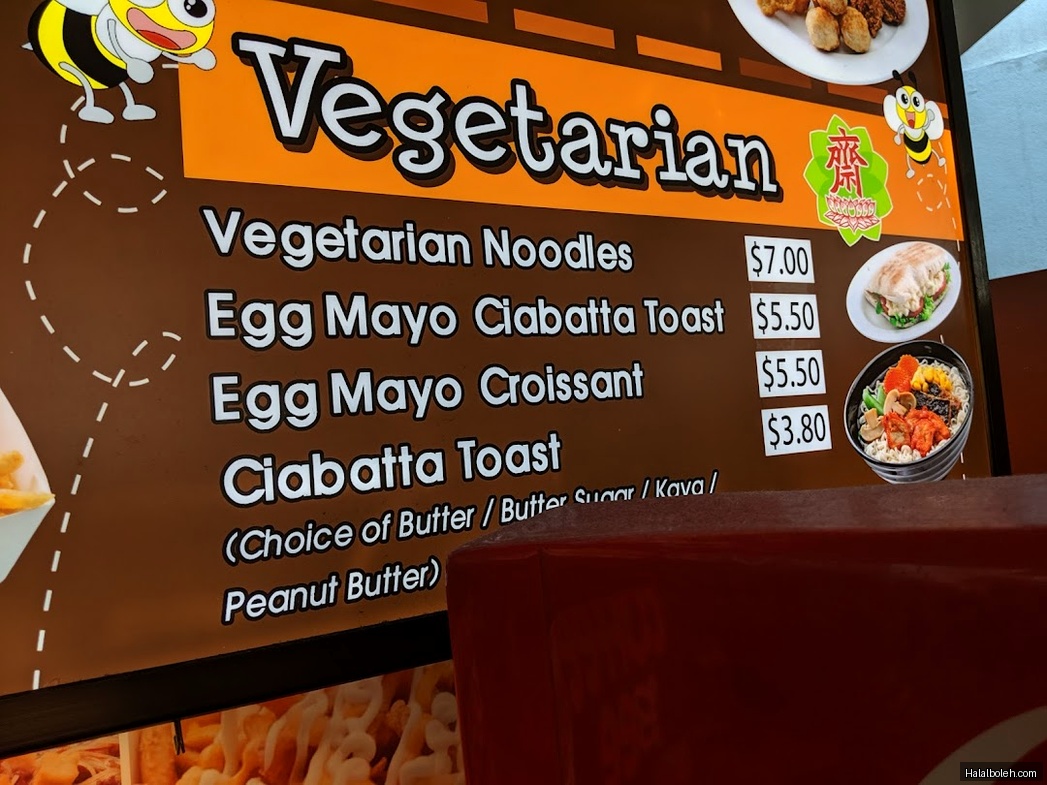 Vegetarian
齋
Vegetarian Noodles $7.00
Egg Mayo Ciabatta Toast $5.50
Egg Mayo Croissant $5.50
Ciabatta Toast $3.80
(Choice of Butter / Butter Sugar / Kaya /
Peanut Butter)
Halalboleh.com